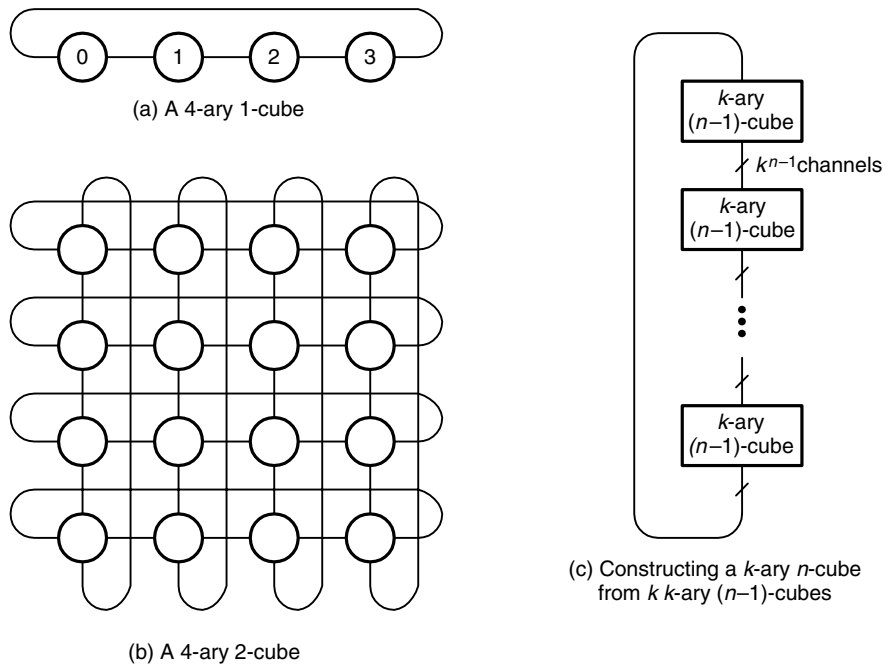 0 1 2 3
(a) A 4-ary 1-cube
(b) A 4-ary 2-cube
k-ary
(n–1)-cube
kⁿ⁻¹ channels
k-ary
(n–1)-cube
k-ary
(n–1)-cube
(c) Constructing a k-ary n-cube
from k k-ary (n–1)-cubes